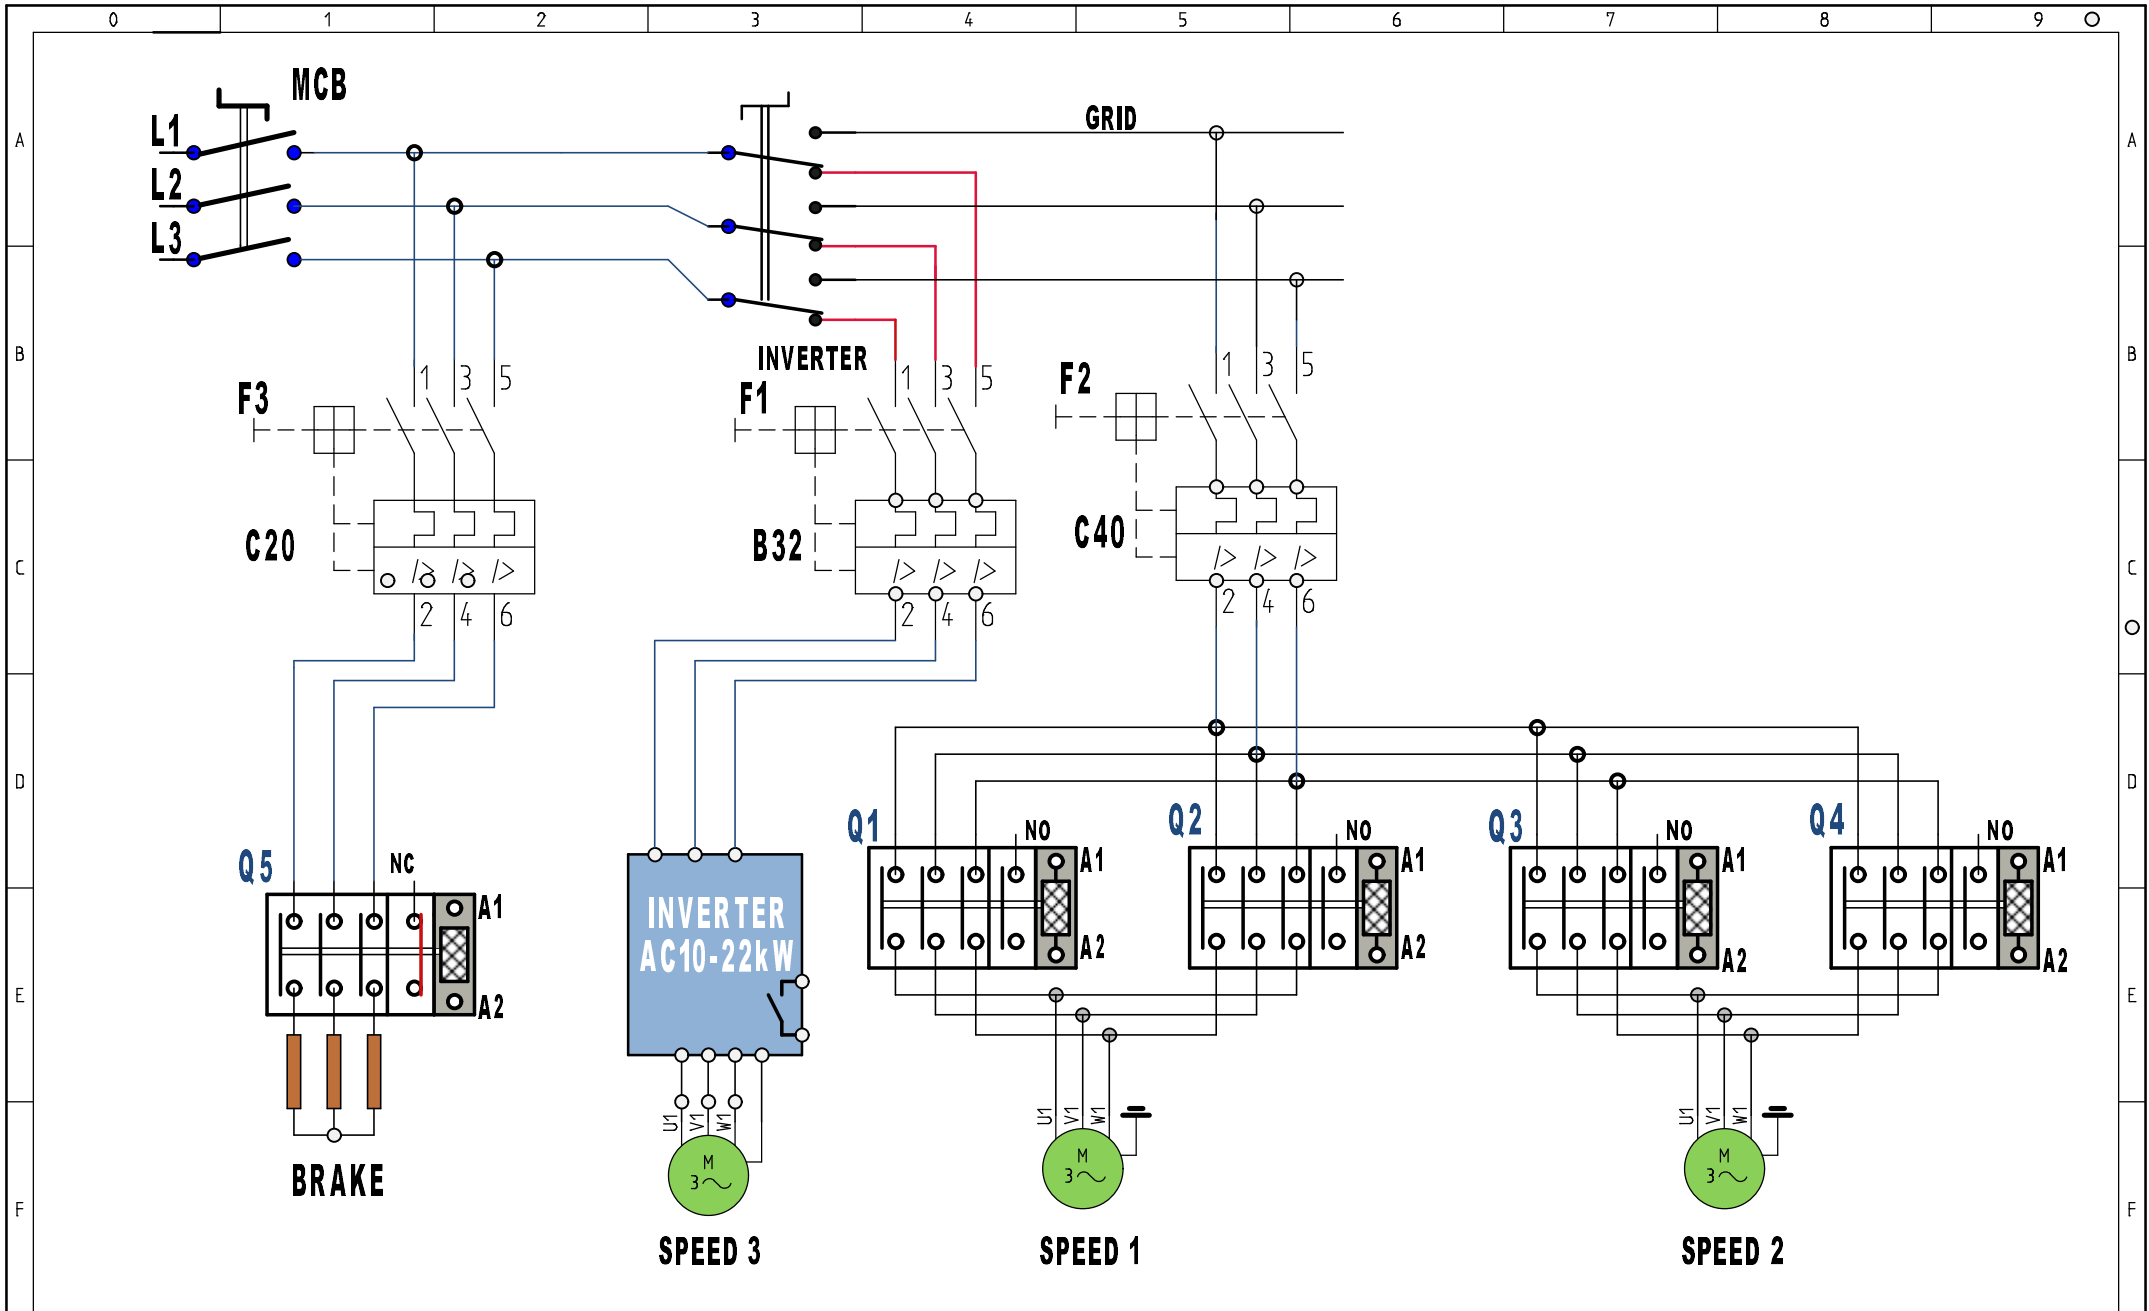 0 1 2 3 4 5 6 7 8 9
MCB
GRID
L1
A A
L2
L3
INVERTER
B B
1 3 5 1 3 5 1 3 5
F3 F1 F2
C20 B32 C40
I> I> I> I> I> I> I> I> I>
C C
2 4 6 2 4 6 2 4 6
D D
Q1 Q2 Q3 Q4
NO NO NO NO
Q5 NC
A1 A1 A1 A1
A1
INVERTER
AC10-22kW
A2 A2 A2 A2
A2
E E
U1 V1 W1 U1 V1 W1 U1 V1 W1
M M M
3~ 3~ 3~
BRAKE
F F
SPEED 3 SPEED 1 SPEED 2